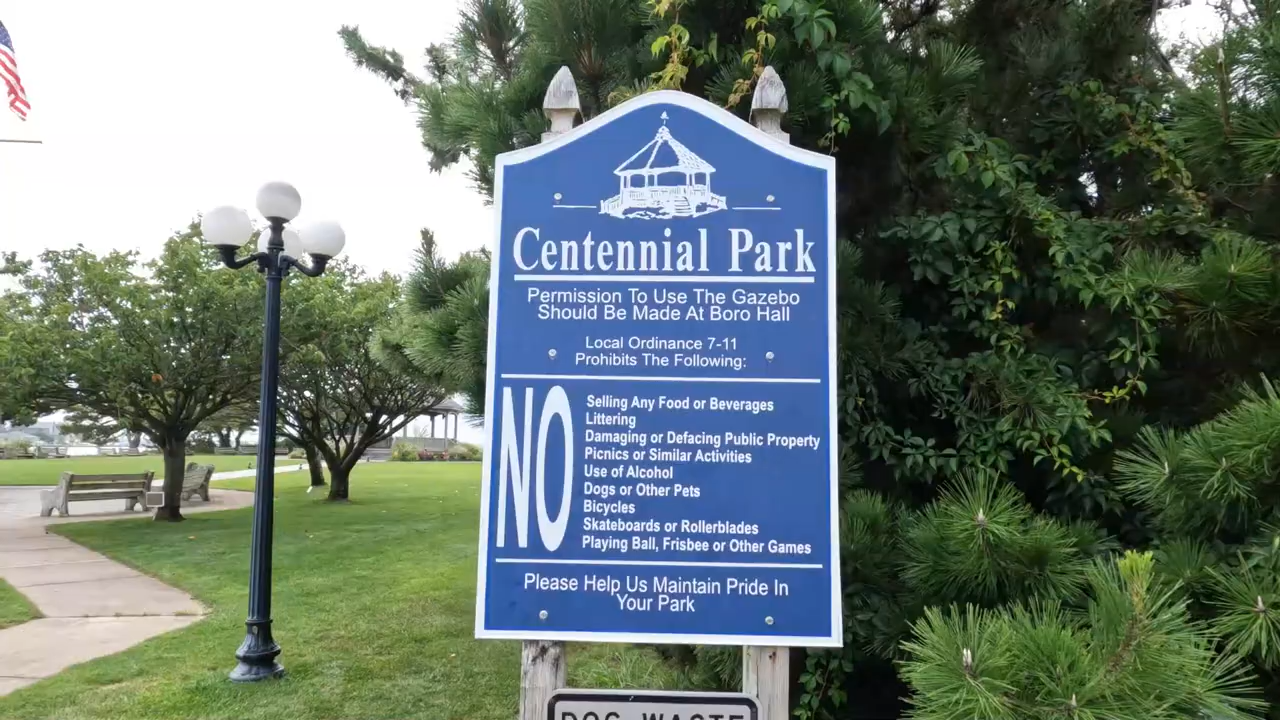 Centennial Park
Permission To Use The Gazebo
Should Be Made At Boro Hall
Local Ordinance 7-11
Prohibits The Following:
NO
Selling Any Food or Beverages
Littering
Damaging or Defacing Public Property
Picnics or Similar Activities
Use of Alcohol
Dogs or Other Pets
Bicycles
Skateboards or Rollerblades
Playing Ball, Frisbee or Other Games
Please Help Us Maintain Pride In
Your Park
DOG WASTE